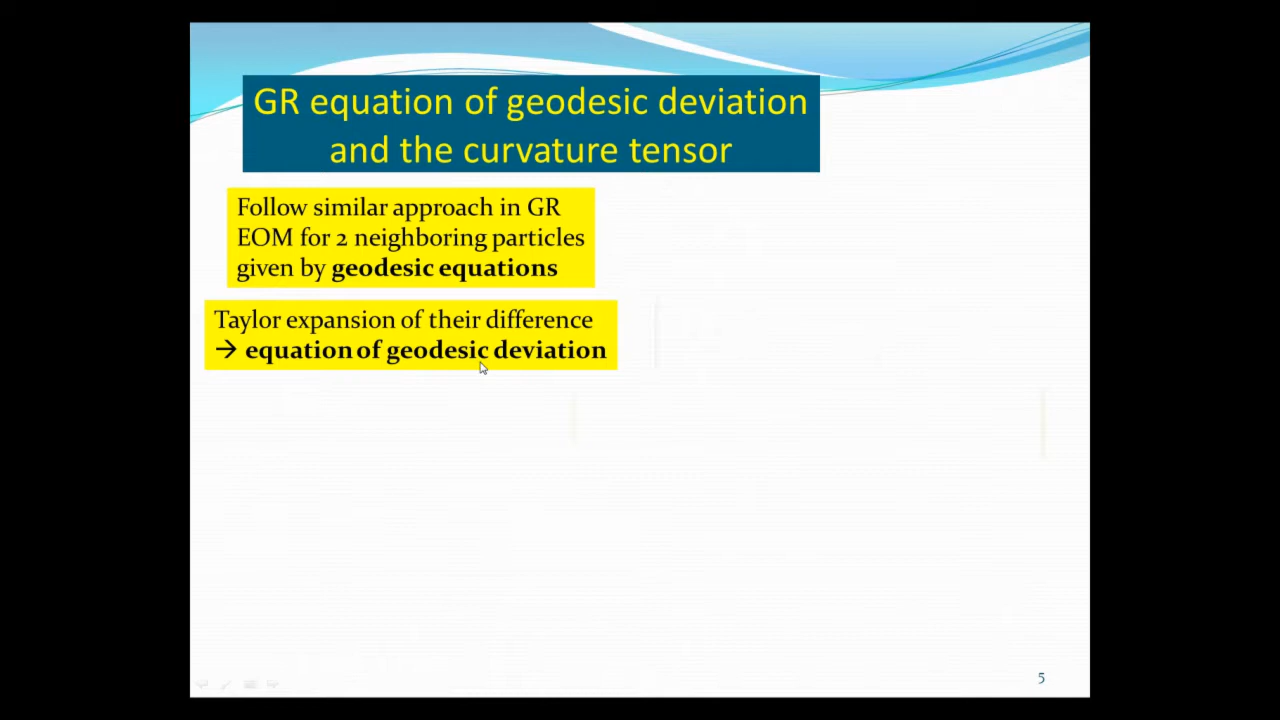 GR equation of geodesic deviation
and the curvature tensor
Follow similar approach in GR
EOM for 2 neighboring particles
given by geodesic equations
Taylor expansion of their difference
→ equation of geodesic deviation
5